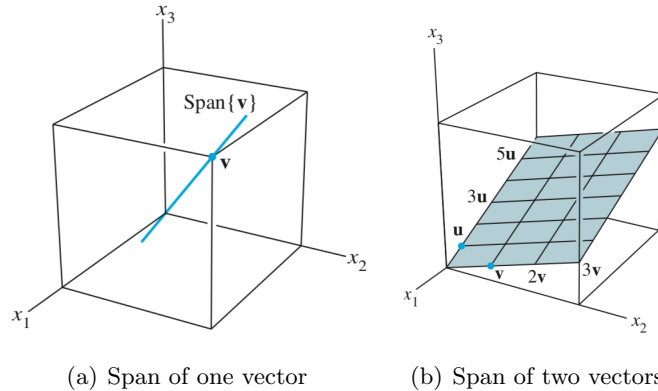 x₃
Span{v}
v
x₂
x₁
(a) Span of one vector
x₃
5u
3u
u
v
2v
3v
x₁
x₂
(b) Span of two vectors